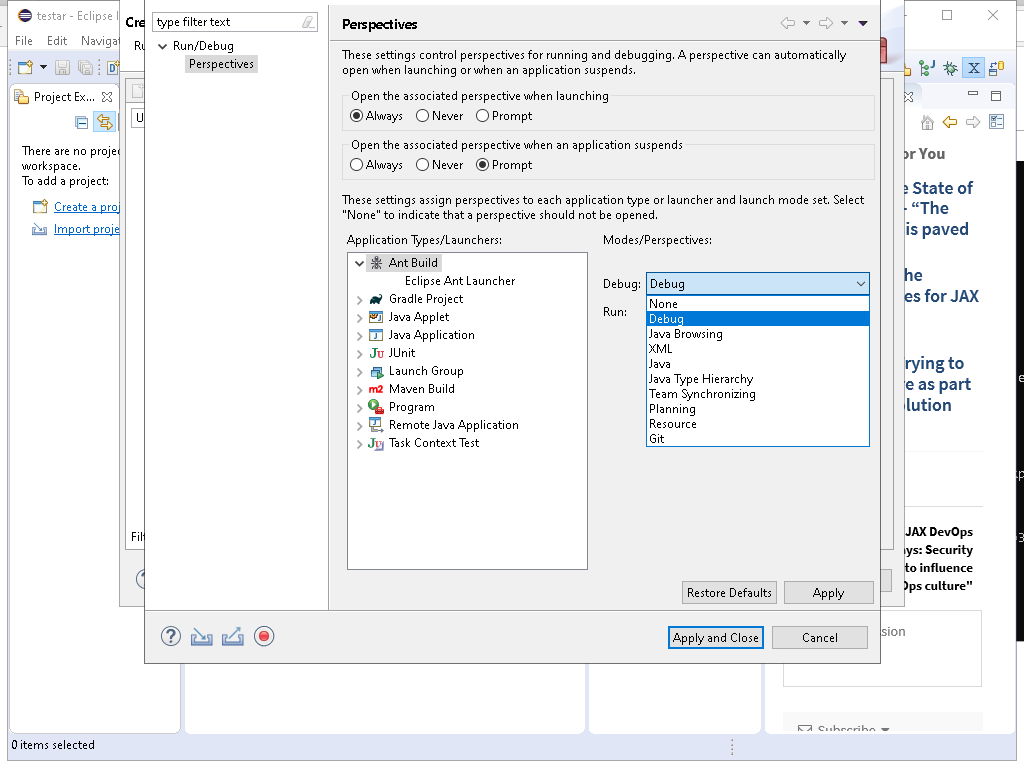 testar - Eclipse I
File Edit Navigat
Cre
Ru
Project Ex...
There are no projec
workspace.
To add a project:
Create a proj
Import proje
U
Filt
type filter text
Run/Debug
Perspectives
Perspectives
These settings control perspectives for running and debugging. A perspective can automatically
open when launching or when an application suspends.
Open the associated perspective when launching
Always Never Prompt
Open the associated perspective when an application suspends
Always Never Prompt
These settings assign perspectives to each application type or launcher and launch mode set. Select
"None" to indicate that a perspective should not be opened.
Application Types/Launchers:
Ant Build
Eclipse Ant Launcher
Gradle Project
Java Applet
Java Application
JUnit
Launch Group
Maven Build
Program
Remote Java Application
Task Context Test
Modes/Perspectives:
Debug: Debug
Run:
None
Debug
Java Browsing
XML
Java
Java Type Hierarchy
Team Synchronizing
Planning
Resource
Git
Restore Defaults Apply
Apply and Close Cancel
or You
e State of
– “The
is paved
he
es for JAX
rying to
re as part
lution
JAX DevOps
ys: Security
to influence
Ops culture"
sion
Subscribe
0 items selected